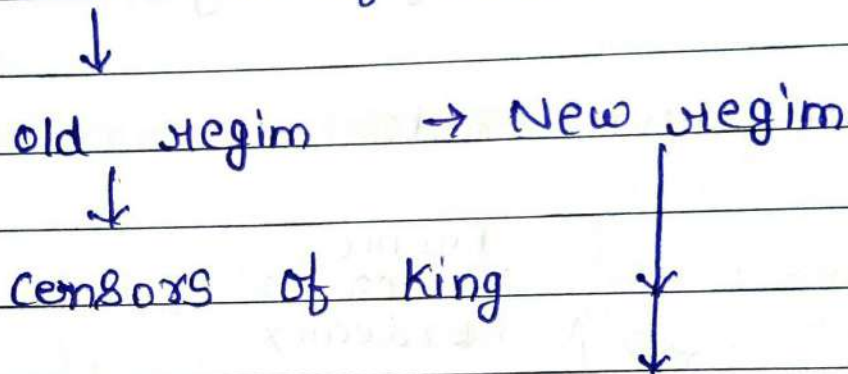 ↓
old regim → New regim
↓
censors of King